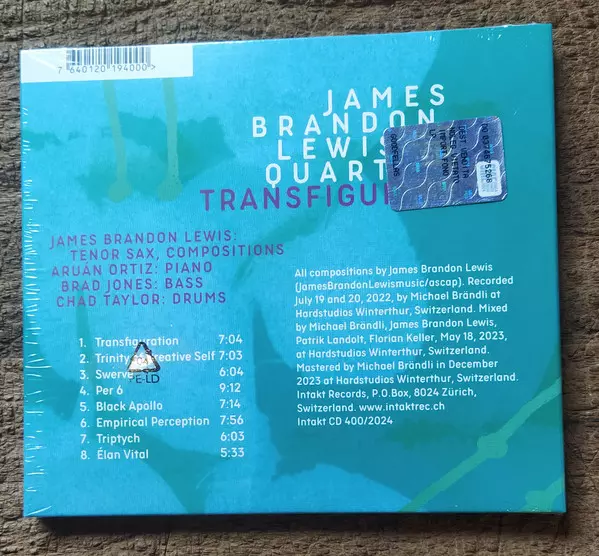 7 640120 194000 >
JAMES
BRANDON
LEWIS
QUART
TRANSFIGU
JAMES BRANDON LEWIS:
TENOR SAX, COMPOSITIONS
ARUÁN ORTIZ: PIANO
BRAD JONES: BASS
CHAD TAYLOR: DRUMS
1. Transfiguration 7:04
2. Trinity Creative Self 7:03
3. Swerve 6:04
4. Per 6 9:12
5. Black Apollo 7:14
6. Empirical Perception 7:56
7. Triptych 6:03
8. Élan Vital 5:33
PE-LD
All compositions by James Brandon Lewis
(JamesBrandonLewismusic/ascap). Recorded
July 19 and 20, 2022, by Michael Brändli at
Hardstudios Winterthur, Switzerland. Mixed
by Michael Brändli, James Brandon Lewis,
Patrik Landolt, Florian Keller, May 18, 2023,
at Hardstudios Winterthur, Switzerland.
Mastered by Michael Brändli in December
2023 at Hardstudios Winterthur, Switzerland.
Intakt Records, P.O.Box, 8024 Zürich,
Switzerland. www.intaktrec.ch
Intakt CD 400/2024